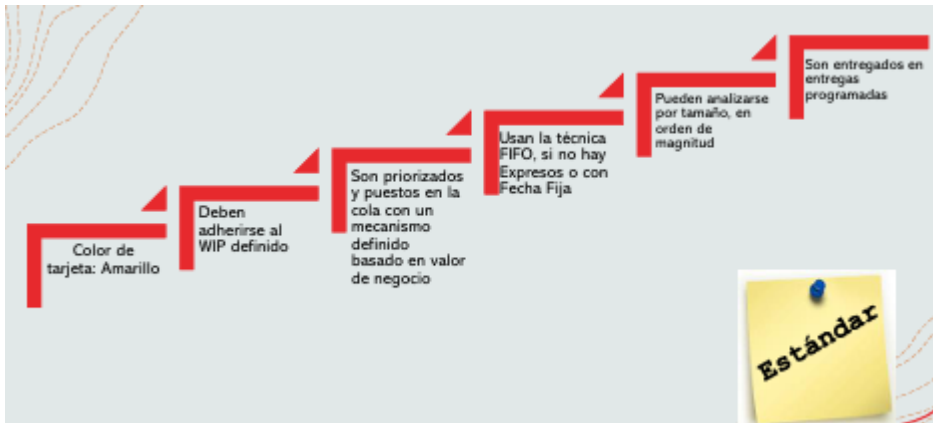 Color de
tarjeta: Amarillo
Deben
adherirse al
WIP definido
Son priorizados
y puestos en la
cola con un
mecanismo
definido
basado en valor
de negocio
Usan la técnica
FIFO, si no hay
Expresos o con
Fecha Fija
Pueden analizarse
por tamaño, en
orden de
magnitud
Son entregados en
entregas
programadas
Estándar